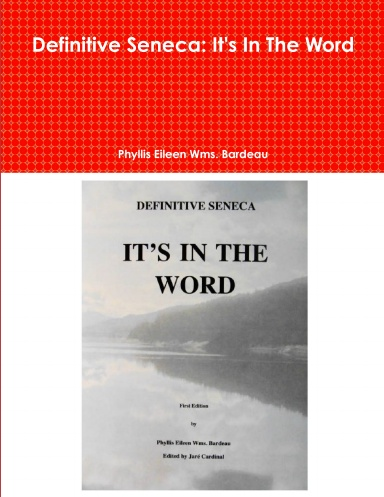 Definitive Seneca: It's In The Word
Phyllis Eileen Wms. Bardeau
DEFINITIVE SENECA
IT'S IN THE
WORD
First Edition
by
Phyllis Eileen Wmz. Bardeau
Edited by Jaré Cardinal